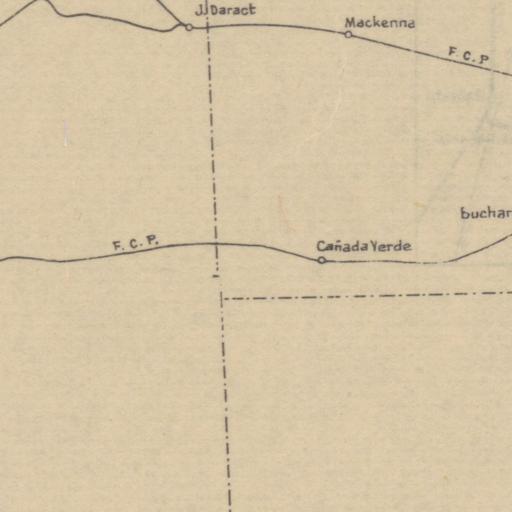 J. Daract
Mackenna
F. C. P
Buchar
F. C. P.
Cañada Verde